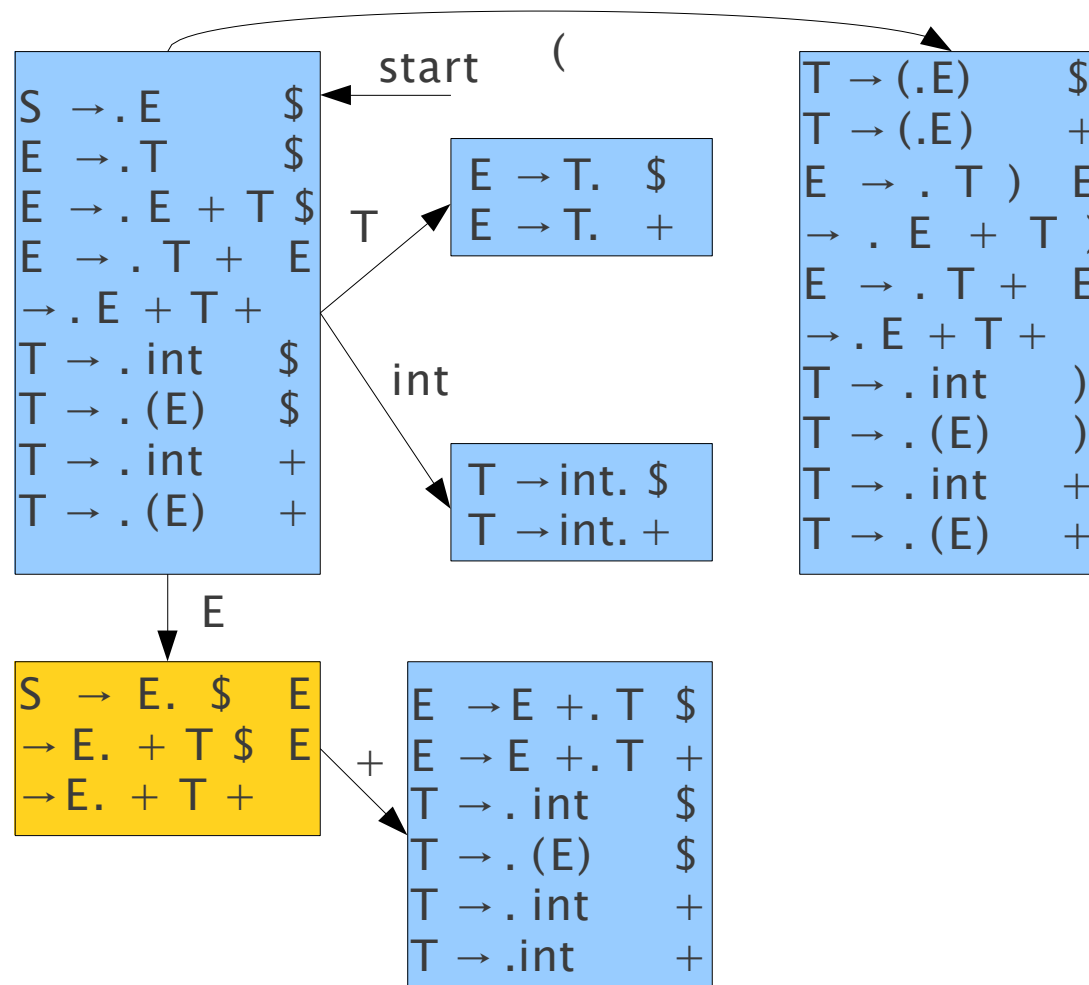 (
start
S → . E $
E → . T $
E → . E + T $
E → . T + E
→ . E + T +
T → . int $
T → . (E) $
T → . int +
T → . (E) +
T
E → T. $
E → T. +
int
T → int. $
T → int. +
T → (.E) $
T → (.E) +
E → . T ) E
→ . E + T )
E → . T + E
→ . E + T +
T → . int )
T → . (E) )
T → . int +
T → . (E) +
E
S → E. $ E
→ E. + T $ E
→ E. + T +
+
E → E +. T $
E → E +. T +
T → . int $
T → . (E) $
T → . int +
T → .int +